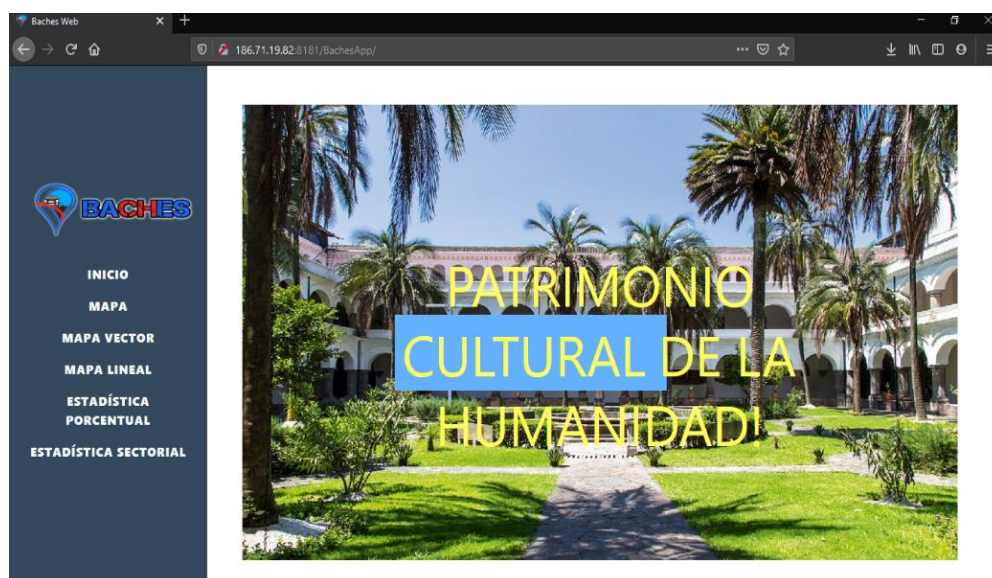 Baches Web
186.71.19.82:8181/BachesApp/
BACHES
INICIO
MAPA
MAPA VECTOR
MAPA LINEAL
ESTADÍSTICA
PORCENTUAL
ESTADÍSTICA SECTORIAL
PATRIMONIO
CULTURAL DE LA
HUMANIDAD!